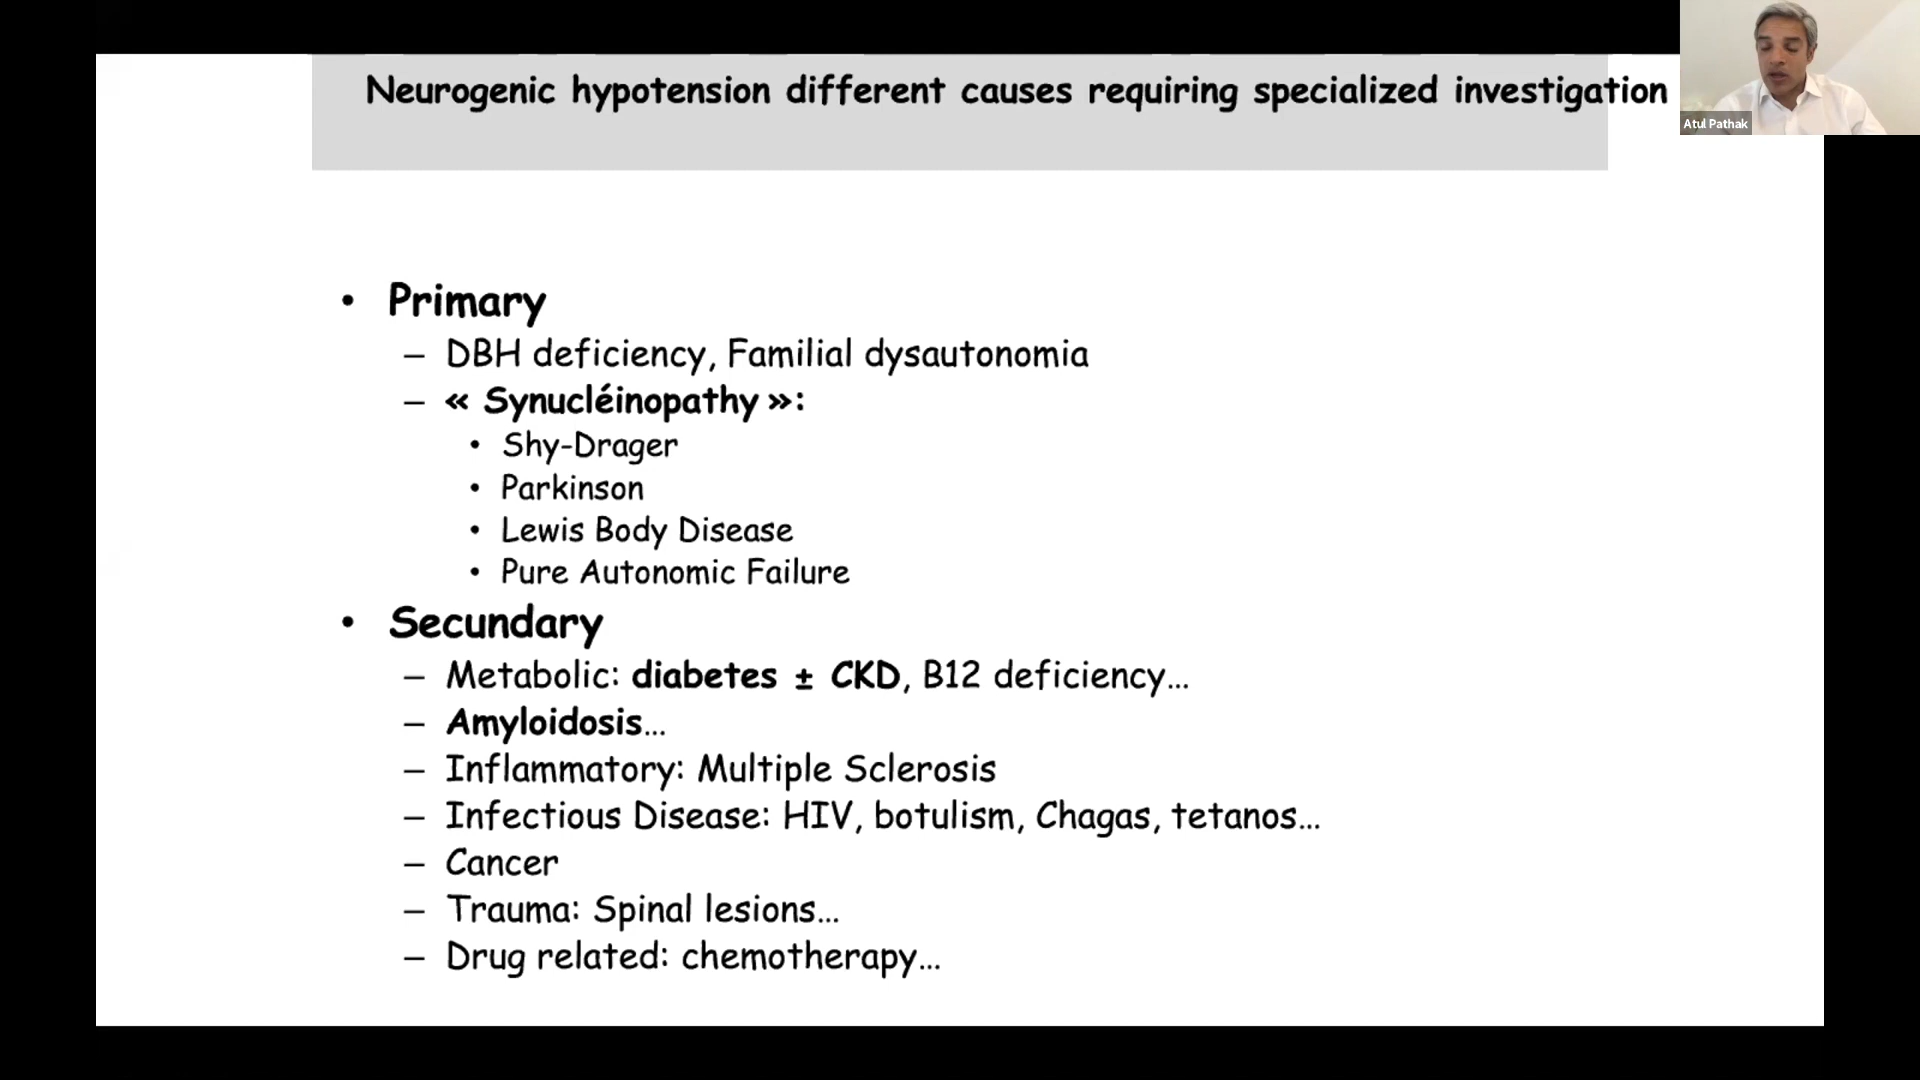 Neurogenic hypotension different causes requiring specialized investigation
Atul Pathak
• Primary
– DBH deficiency, Familial dysautonomia
– « Synucléinopathy »:
• Shy-Drager
• Parkinson
• Lewis Body Disease
• Pure Autonomic Failure
• Secundary
– Metabolic: diabetes ± CKD, B12 deficiency...
– Amyloidosis...
– Inflammatory: Multiple Sclerosis
– Infectious Disease: HIV, botulism, Chagas, tetanos...
– Cancer
– Trauma: Spinal lesions...
– Drug related: chemotherapy...